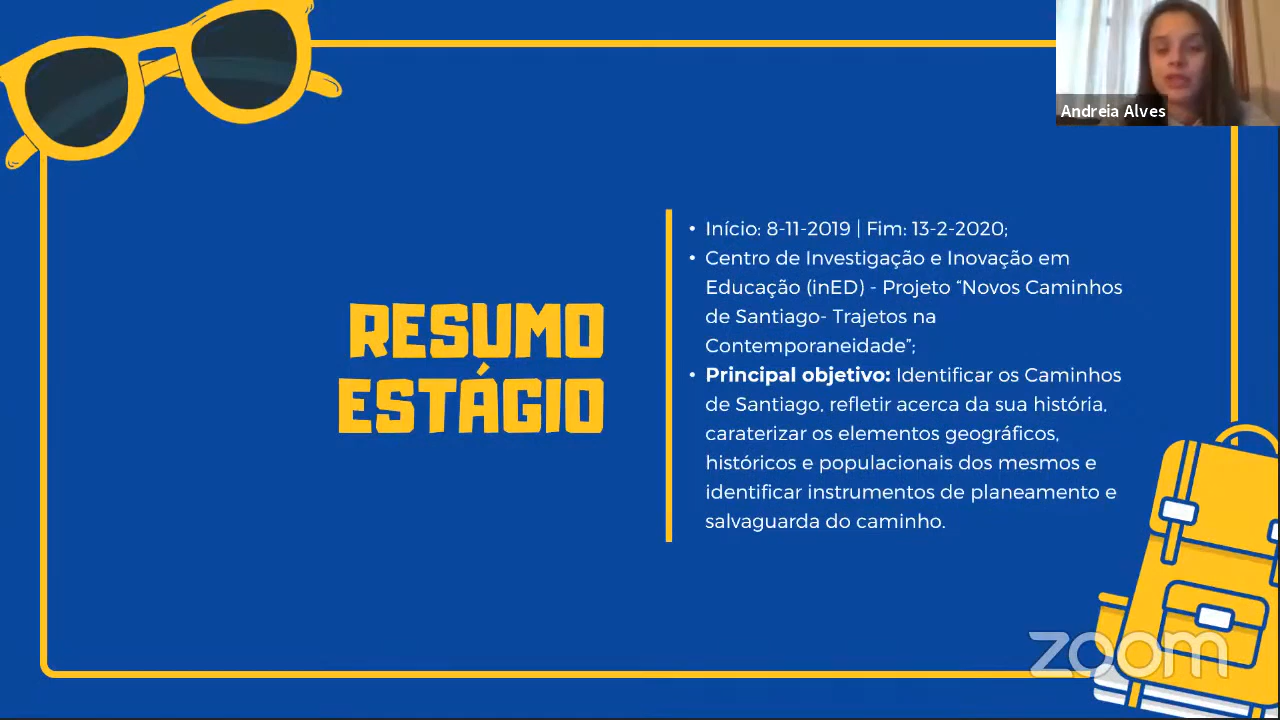 Andreia Alves
RESUMO
ESTÁGIO
• Início: 8-11-2019 | Fim: 13-2-2020;
• Centro de Investigação e Inovação em
Educação (inED) - Projeto “Novos Caminhos
de Santiago- Trajetos na
Contemporaneidade”;
• Principal objetivo: Identificar os Caminhos
de Santiago, refletir acerca da sua história,
caraterizar os elementos geográficos,
históricos e populacionais dos mesmos e
identificar instrumentos de planeamento e
salvaguarda do caminho.
zoom